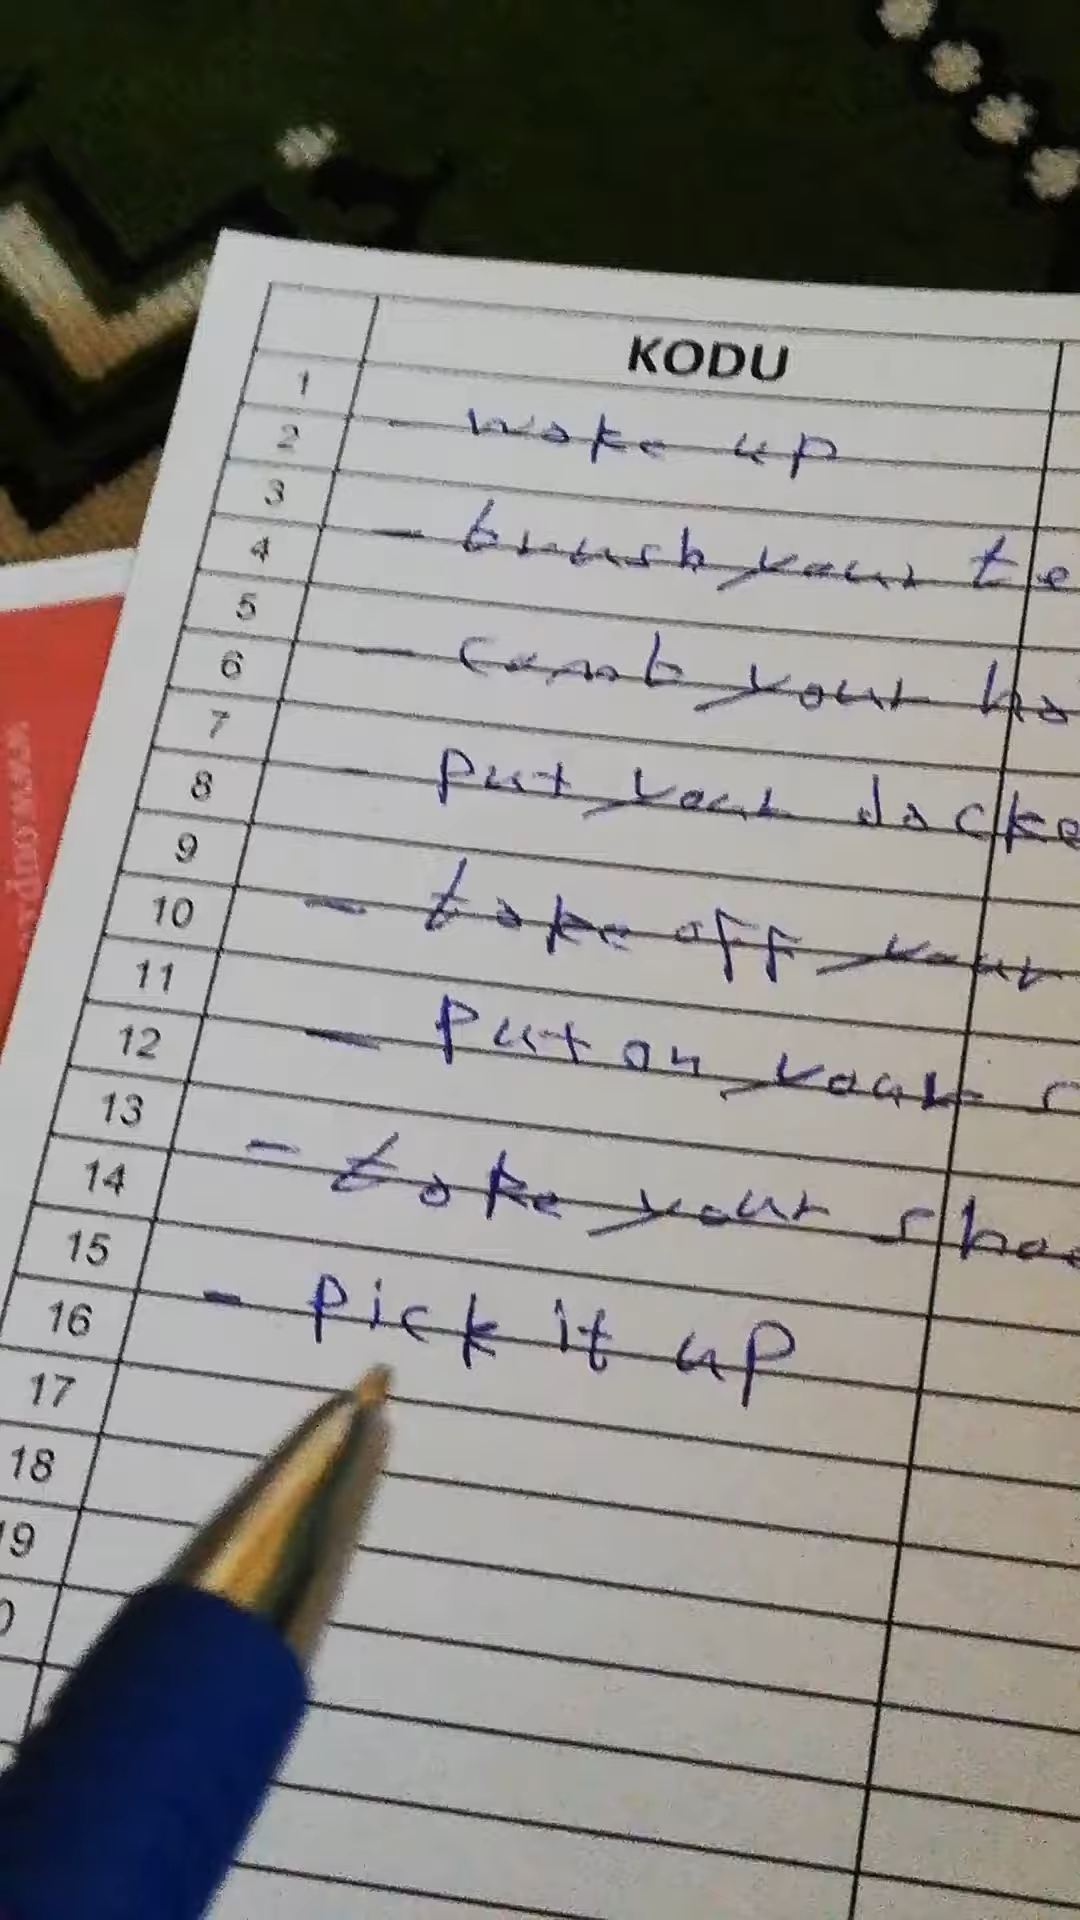 KODU
1
2 - wake up
3
4 - brush your te
5
6 - comb your ha
7
8 - Put your Jacke
9
10 - take off your
11
12 - Put on your s
13
14 - take your shoe
15
16 - Pick it up
17
18
19
0